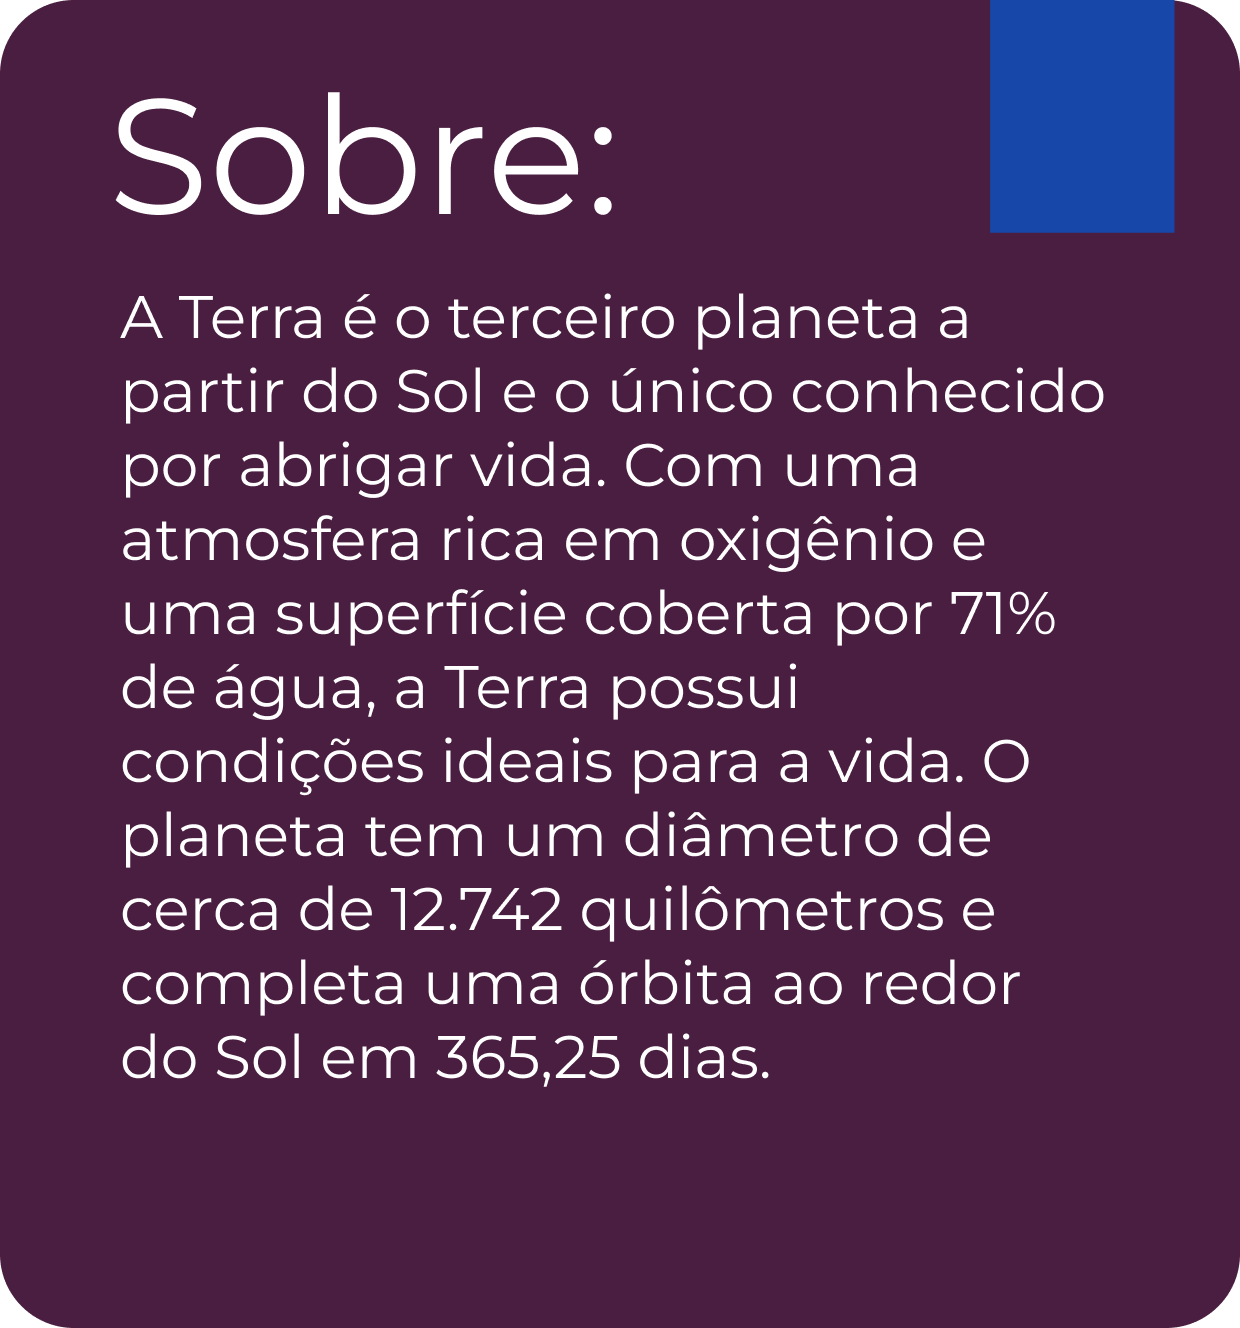 Sobre:
A Terra é o terceiro planeta a
partir do Sol e o único conhecido
por abrigar vida. Com uma
atmosfera rica em oxigênio e
uma superfície coberta por 71%
de água, a Terra possui
condições ideais para a vida. O
planeta tem um diâmetro de
cerca de 12.742 quilômetros e
completa uma órbita ao redor
do Sol em 365,25 dias.